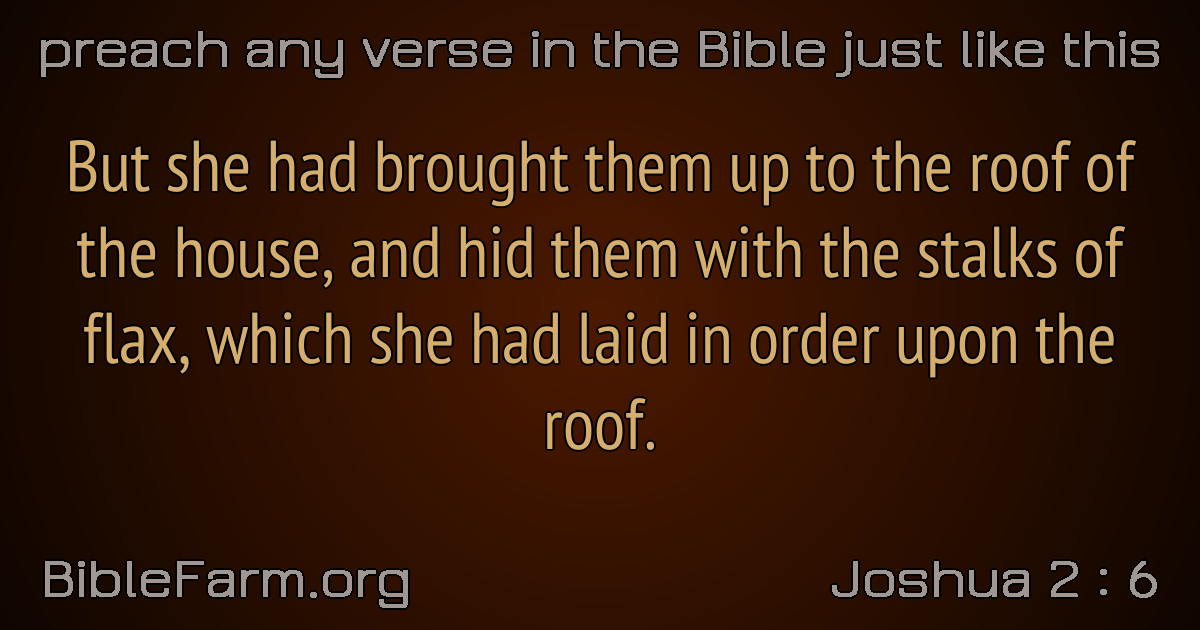 preach any verse in the Bible just like this
But she had brought them up to the roof of
the house, and hid them with the stalks of
flax, which she had laid in order upon the
roof.
BibleFarm.org
Joshua 2 : 6